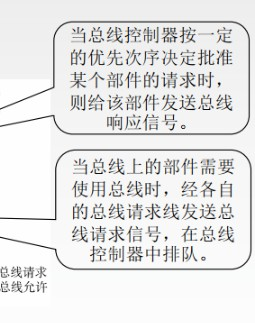 当总线控制器按一定
的优先次序决定批准
某个部件的请求时，
则给该部件发送总线
响应信号。
当总线上的部件需要
使用总线时，经各自
的总线请求线发送总
线请求信号，在总线
控制器中排队。
总线请求
总线允许